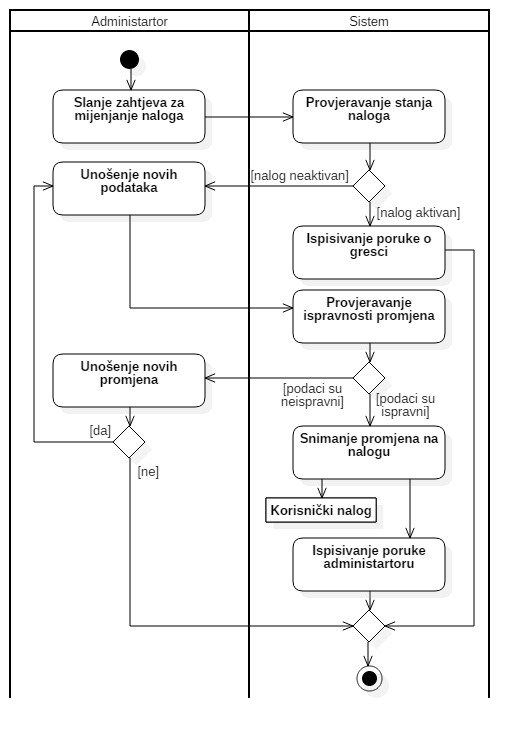 Administartor
Sistem
Slanje zahtjeva za
mijenjanje naloga
Provjeravanje stanja
naloga
Unošenje novih
podataka
[nalog neaktivan]
[nalog aktivan]
Ispisivanje poruke o
gresci
Provjeravanje
ispravnosti promjena
Unošenje novih
promjena
[podaci su
neispravni]
[podaci su
ispravni]
[da]
[ne]
Snimanje promjena na
nalogu
Korisnički nalog
Ispisivanje poruke
administartoru